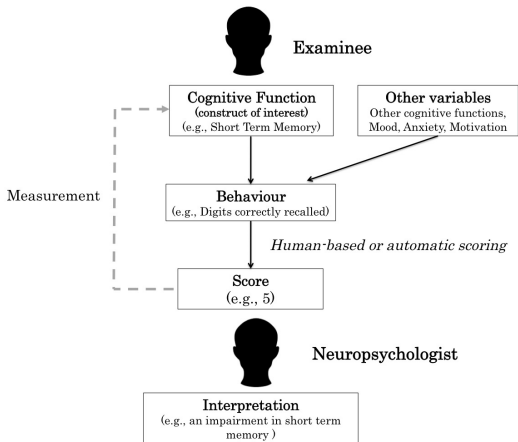 Examinee
Cognitive Function
(construct of interest)
(e.g., Short Term Memory)
Other variables
Other cognitive functions,
Mood, Anxiety, Motivation
Measurement
Behaviour
(e.g., Digits correctly recalled)
Human-based or automatic scoring
Score
(e.g., 5)
Neuropsychologist
Interpretation
(e.g., an impairment in short term
memory )